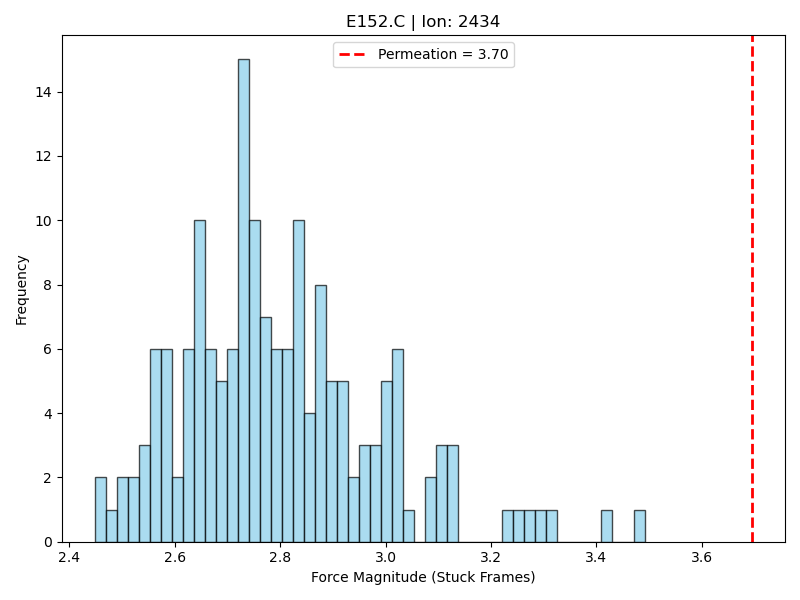 E152.C | Ion: 2434
Permeation = 3.70
14
12
10
8
6
4
2
0
Frequency
2.4 2.6 2.8 3.0 3.2 3.4 3.6
Force Magnitude (Stuck Frames)